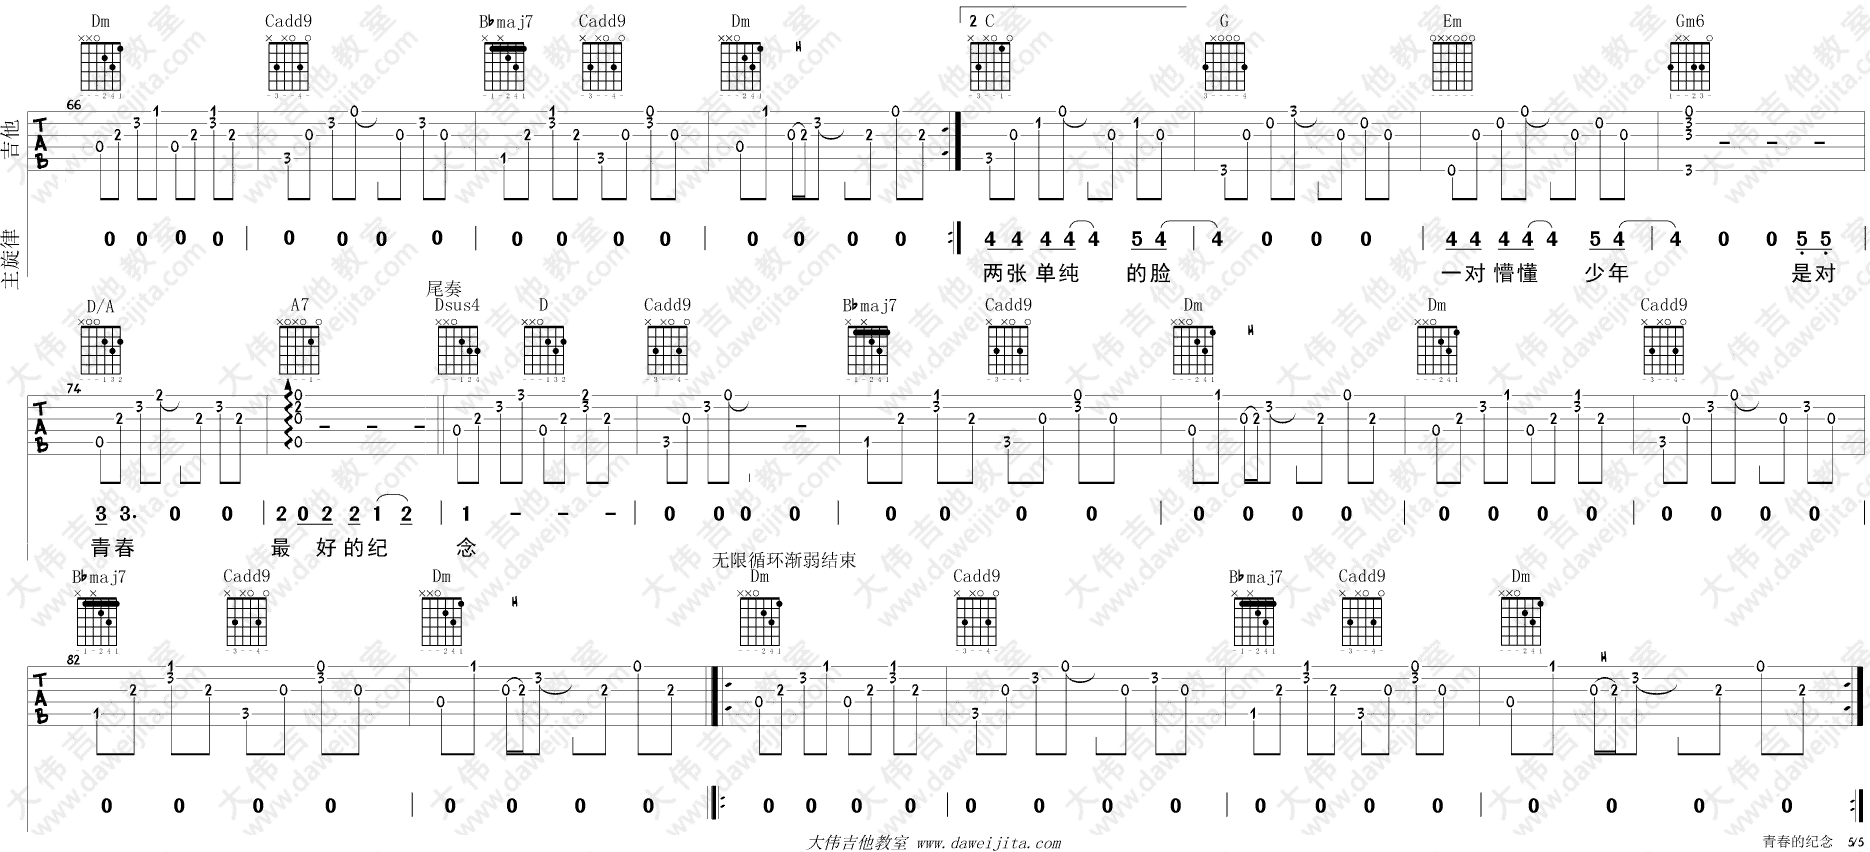 Dm Cadd9 B♭maj7 Cadd9 Dm H 2 C G Em Gm6
66
吉他 TAB
主旋律 0 0 0 0 | 0 0 0 0 | 0 0 0 0 | 0 0 0 0 :| 4 4 4 4 4 5 4 | 4 0 0 0 | 4 4 4 4 4 5 4 | 4 0 0 5 5 |
两张 单纯 的脸 一对 懵懂 少年 是对
尾奏
D/A A7 Dsus4 D Cadd9 B♭maj7 Cadd9 Dm H Dm Cadd9
74
TAB
3 3. 0 0 | 2 0 2 2 1 2 | 1 - - - | 0 0 0 0 | 0 0 0 0 | 0 0 0 0 | 0 0 0 0 | 0 0 0 0 |
青春 最 好的纪 念
无限循环渐弱结束
B♭maj7 Cadd9 Dm H Dm Cadd9 B♭maj7 Cadd9 Dm
82
H
TAB
0 0 0 0 | 0 0 0 0 |: 0 0 0 0 | 0 0 0 0 | 0 0 0 0 | 0 0 0 0 :|
大伟吉他教室 www.daweijita.com
青春的纪念 5/5